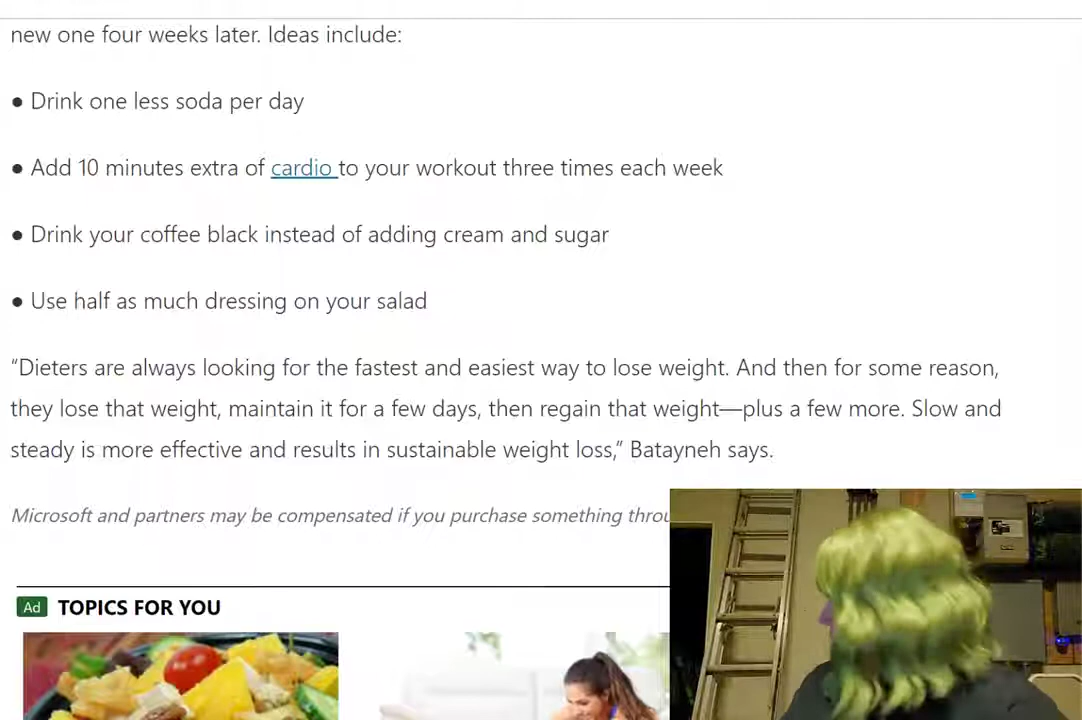 new one four weeks later. Ideas include:
● Drink one less soda per day
● Add 10 minutes extra of cardio to your workout three times each week
● Drink your coffee black instead of adding cream and sugar
● Use half as much dressing on your salad
“Dieters are always looking for the fastest and easiest way to lose weight. And then for some reason,
they lose that weight, maintain it for a few days, then regain that weight—plus a few more. Slow and
steady is more effective and results in sustainable weight loss,” Batayneh says.
Microsoft and partners may be compensated if you purchase something
Ad TOPICS FOR YOU